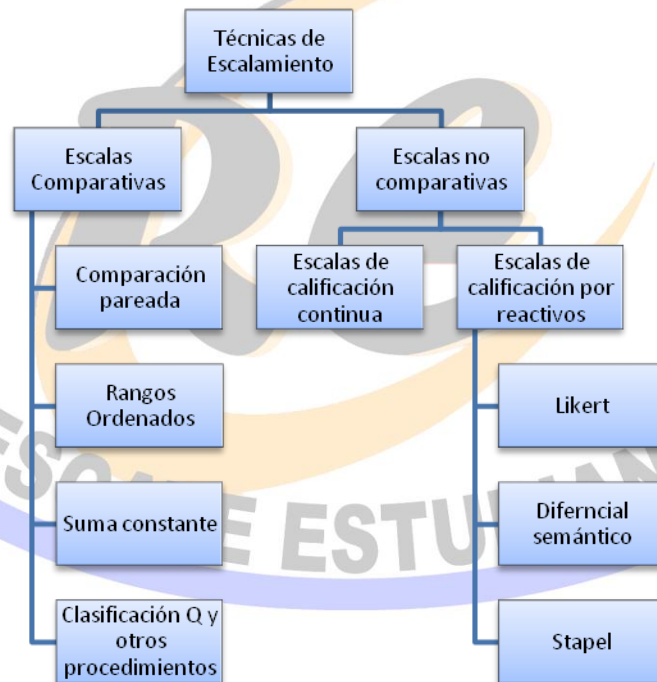 Técnicas de
Escalamiento
Escalas
Comparativas
Escalas no
comparativas
Comparación
pareada
Escalas de
calificación
continua
Escalas de
calificación por
reactivos
Rangos
Ordenados
Likert
Suma constante
Diferncial
semántico
Clasificación Q y
otros
procedimientos
Stapel